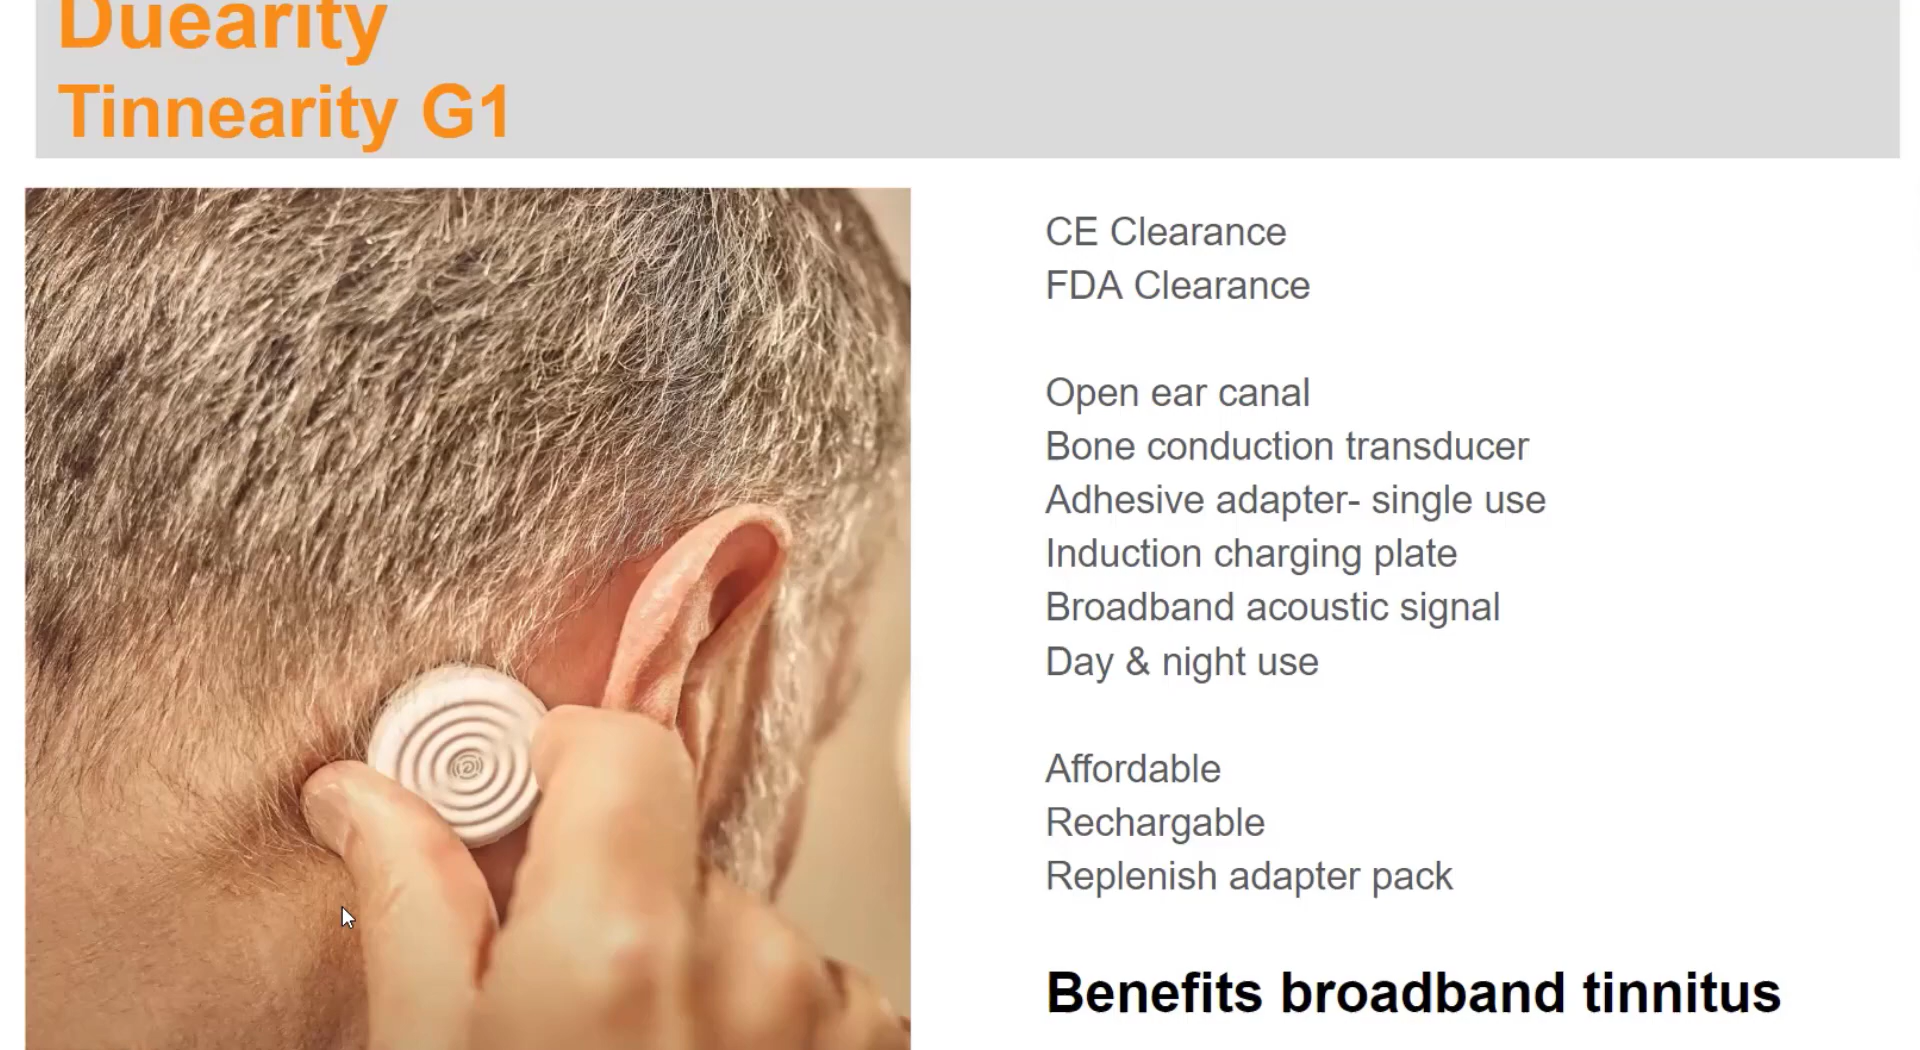 Duearity
Tinnearity G1
CE Clearance
FDA Clearance
Open ear canal
Bone conduction transducer
Adhesive adapter- single use
Induction charging plate
Broadband acoustic signal
Day & night use
Affordable
Rechargable
Replenish adapter pack
Benefits broadband tinnitus